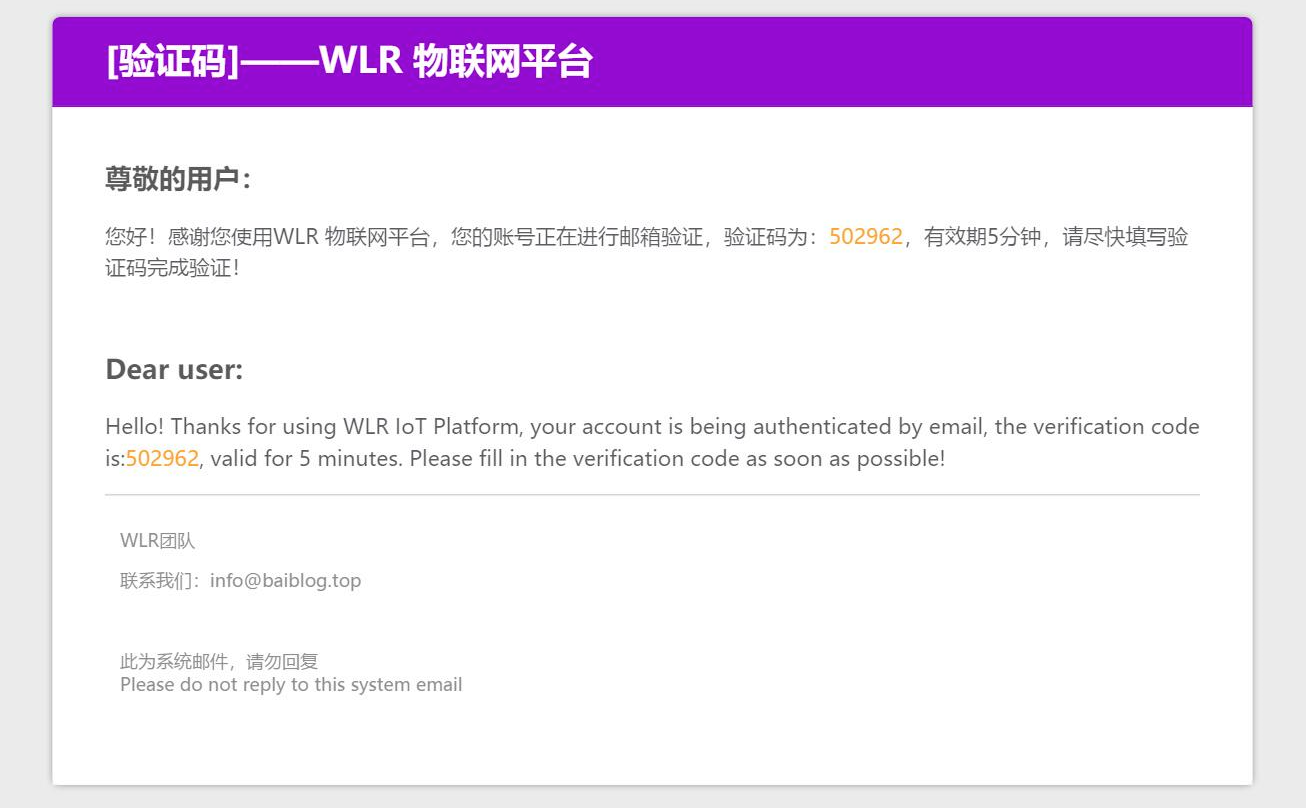 [验证码]——WLR 物联网平台
尊敬的用户：
您好！感谢您使用WLR 物联网平台，您的账号正在进行邮箱验证，验证码为：502962，有效期5分钟，请尽快填写验
证码完成验证！
Dear user:
Hello! Thanks for using WLR IoT Platform, your account is being authenticated by email, the verification code
is:502962, valid for 5 minutes. Please fill in the verification code as soon as possible!
WLR团队
联系我们：info@baiblog.top
此为系统邮件，请勿回复
Please do not reply to this system email